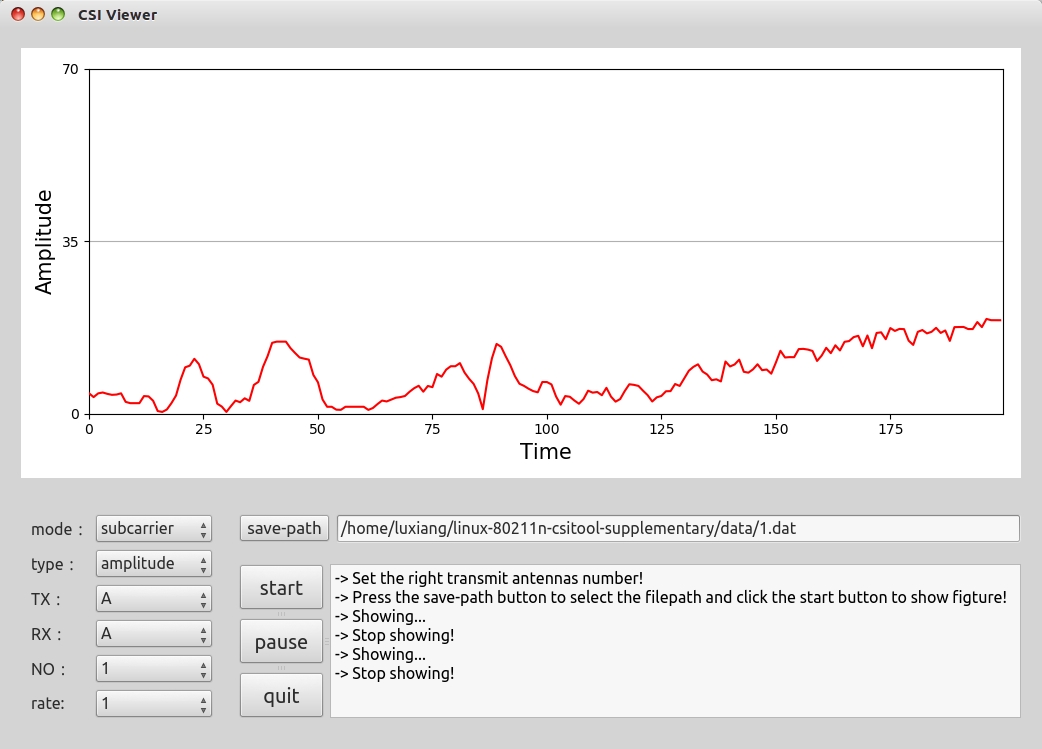 CSI Viewer
70
35
0
Amplitude
0 25 50 75 100 125 150 175
Time
mode : subcarrier
type : amplitude
TX : A
RX : A
NO : 1
rate: 1
save-path /home/luxiang/linux-80211n-csitool-supplementary/data/1.dat
start
pause
quit
-> Set the right transmit antennas number!
-> Press the save-path button to select the filepath and click the start button to show figture!
-> Showing...
-> Stop showing!
-> Showing...
-> Stop showing!